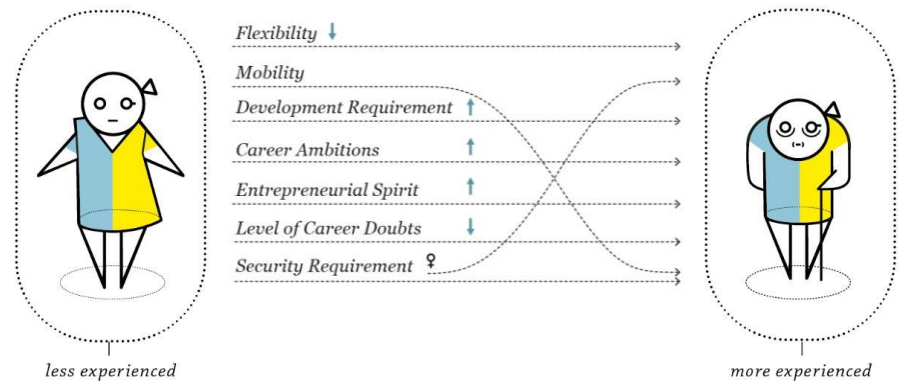 Flexibility ↓
Mobility
Development Requirement ↑
Career Ambitions ↑
Entrepreneurial Spirit ↑
Level of Career Doubts ↓
Security Requirement ♀
less experienced
more experienced